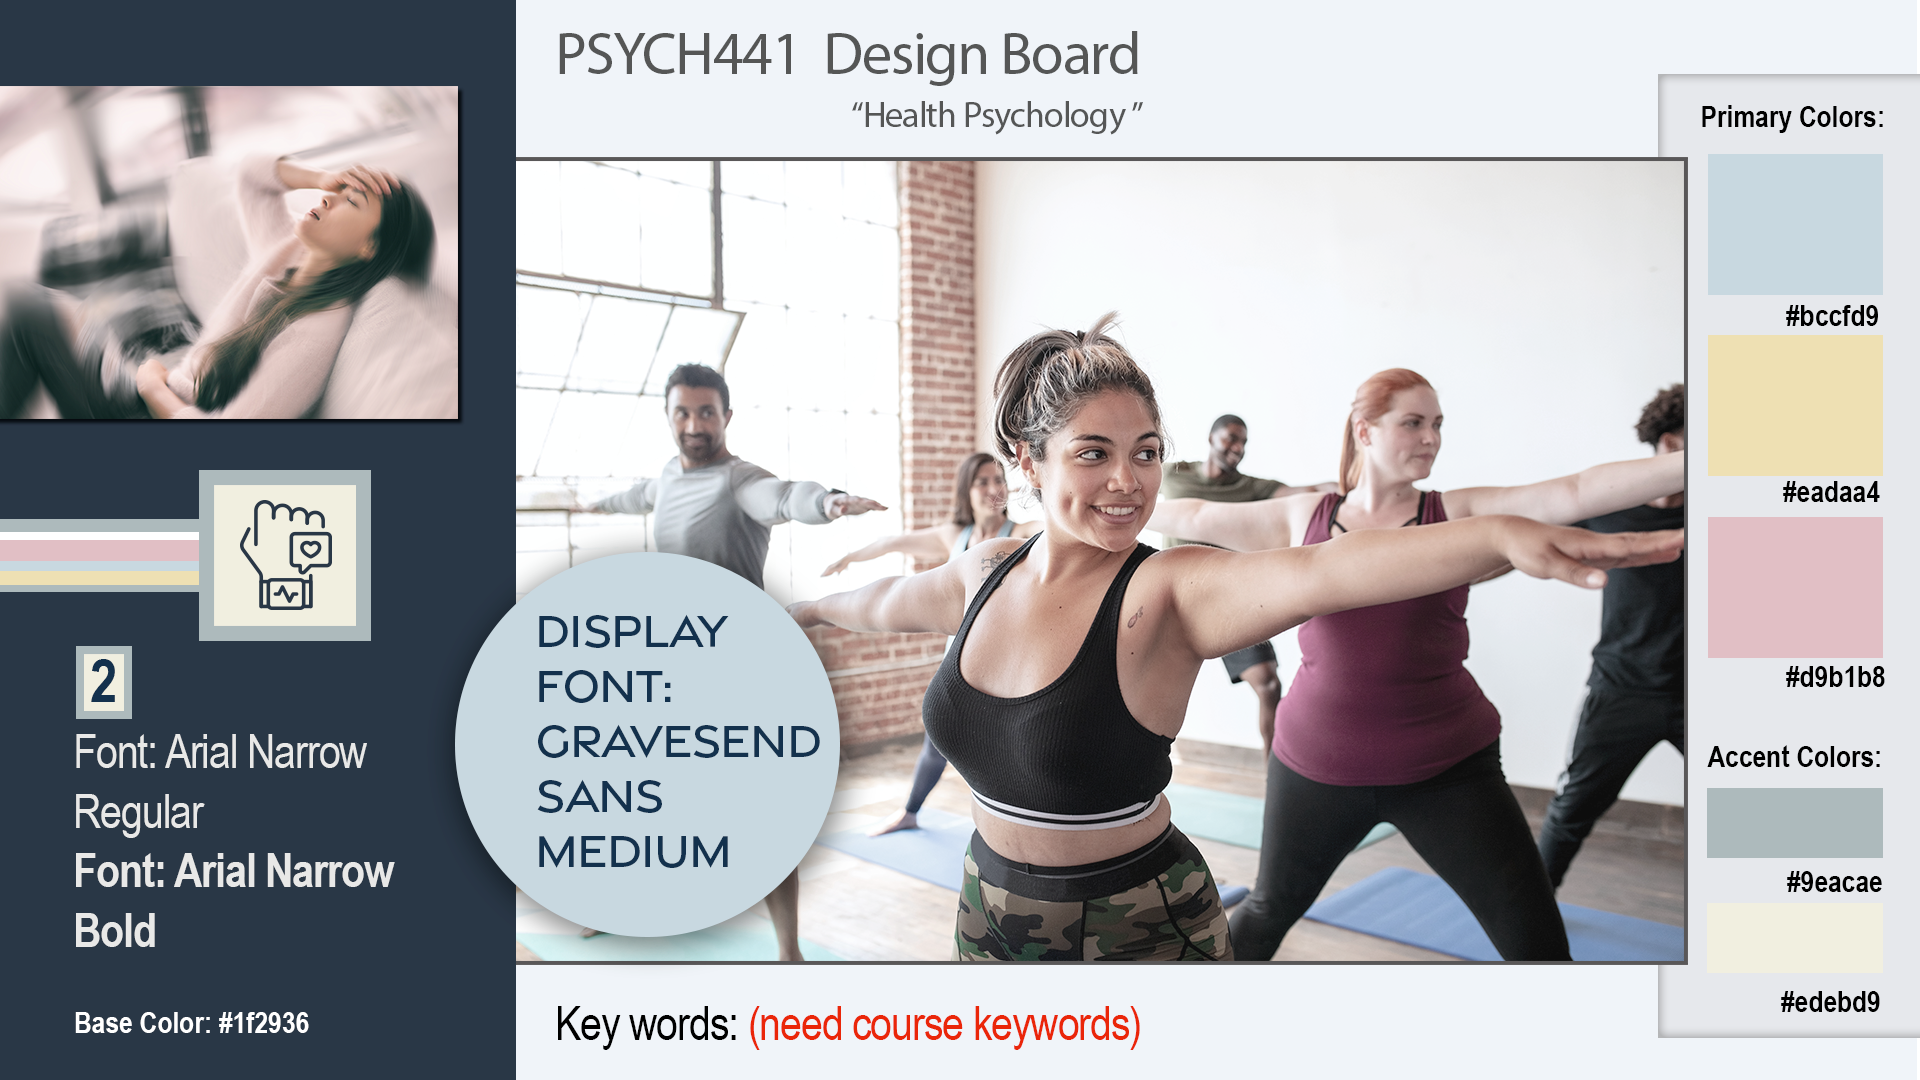 PSYCH441 Design Board
“Health Psychology ”
Primary Colors:
#bccfd9
#eadaa4
#d9b1b8
Accent Colors:
#9eacae
#edebd9
2
Font: Arial Narrow
Regular
Font: Arial Narrow
Bold
Base Color: #1f2936
DISPLAY
FONT:
GRAVESEND
SANS
MEDIUM
Key words: (need course keywords)